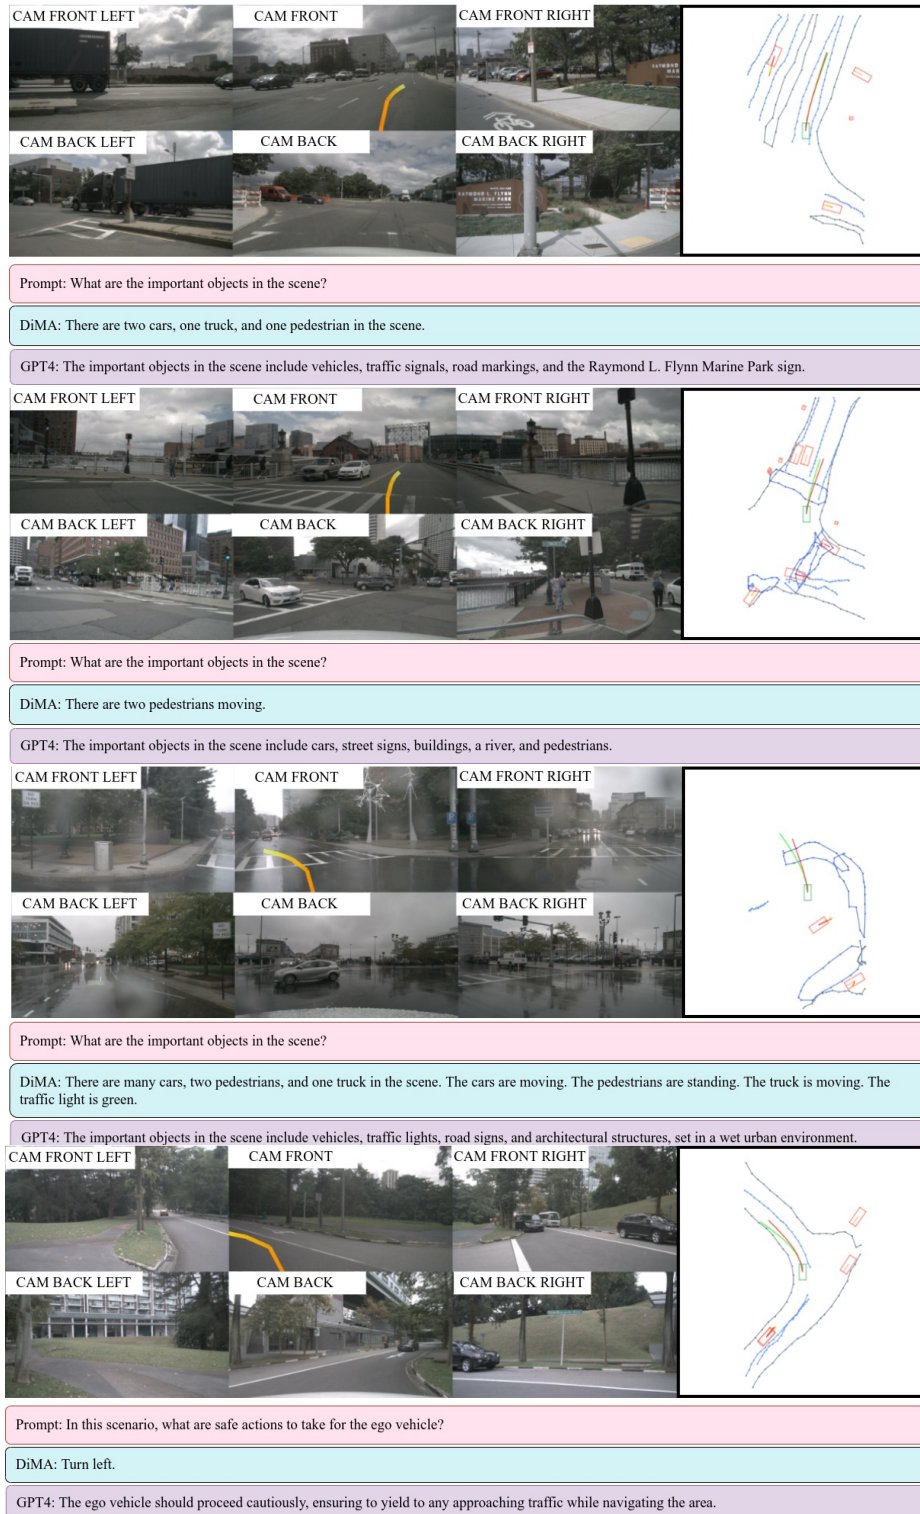 CAM FRONT LEFT
CAM FRONT
CAM FRONT RIGHT
RAYMOND
MAR
CAM BACK LEFT
CAM BACK
CAM BACK RIGHT
RAYMOND L. FLYNN
MARINE PARK
Prompt: What are the important objects in the scene?
DiMA: There are two cars, one truck, and one pedestrian in the scene.
GPT4: The important objects in the scene include vehicles, traffic signals, road markings, and the Raymond L. Flynn Marine Park sign.
CAM FRONT LEFT
CAM FRONT
CAM FRONT RIGHT
CAM BACK LEFT
CAM BACK
CAM BACK RIGHT
Prompt: What are the important objects in the scene?
DiMA: There are two pedestrians moving.
GPT4: The important objects in the scene include cars, street signs, buildings, a river, and pedestrians.
CAM FRONT LEFT
CAM FRONT
CAM FRONT RIGHT
CAM BACK LEFT
CAM BACK
CAM BACK RIGHT
Prompt: What are the important objects in the scene?
DiMA: There are many cars, two pedestrians, and one truck in the scene. The cars are moving. The pedestrians are standing. The truck is moving. The
traffic light is green.
GPT4: The important objects in the scene include vehicles, traffic lights, road signs, and architectural structures, set in a wet urban environment.
CAM FRONT LEFT
CAM FRONT
CAM FRONT RIGHT
CAM BACK LEFT
CAM BACK
CAM BACK RIGHT
Prompt: In this scenario, what are safe actions to take for the ego vehicle?
DiMA: Turn left.
GPT4: The ego vehicle should proceed cautiously, ensuring to yield to any approaching traffic while navigating the area.